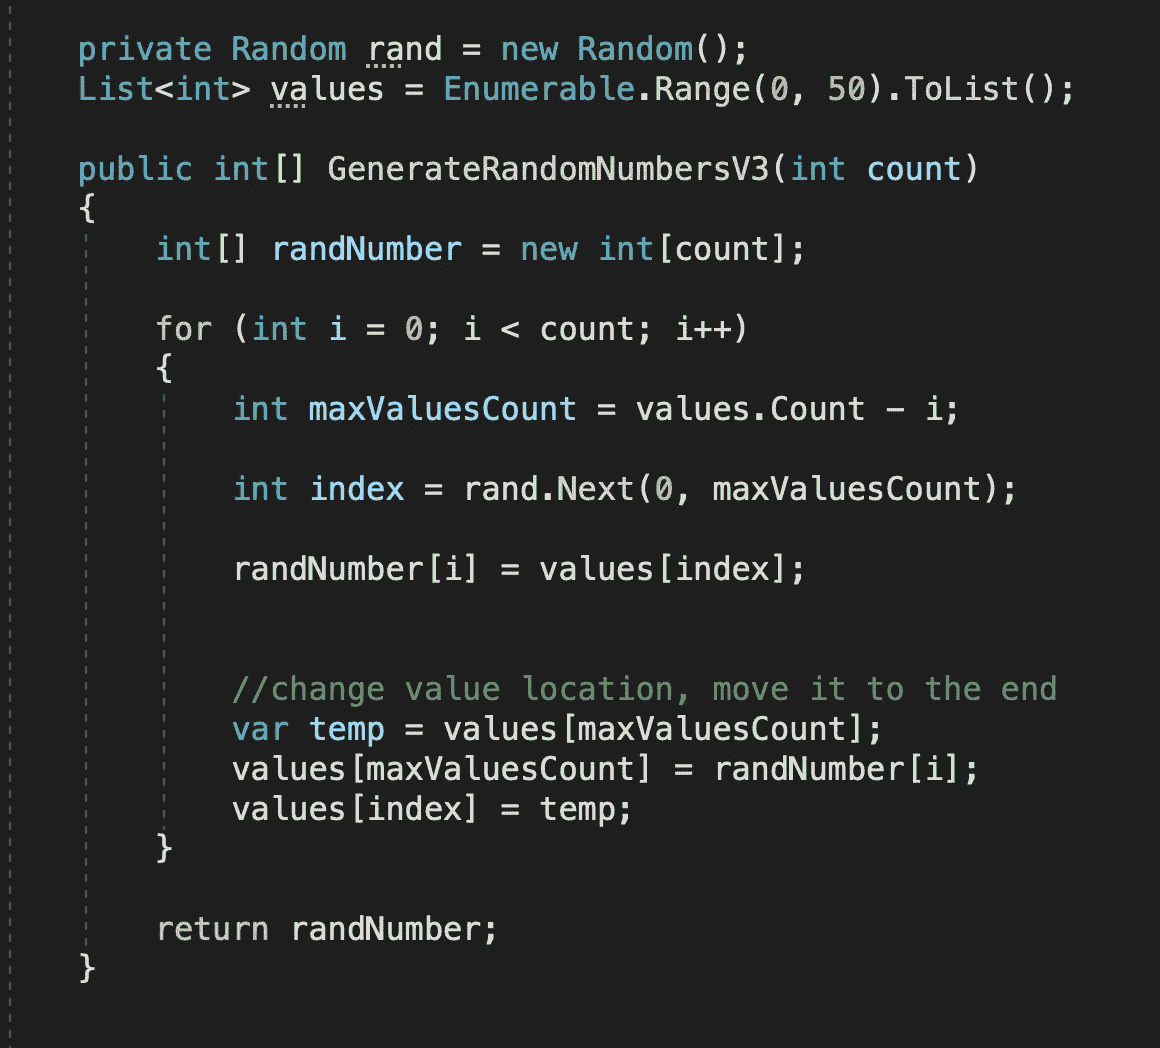 private Random rand = new Random();
List<int> values = Enumerable.Range(0, 50).ToList();
public int[] GenerateRandomNumbersV3(int count)
{
int[] randNumber = new int[count];
for (int i = 0; i < count; i++)
{
int maxValuesCount = values.Count - i;
int index = rand.Next(0, maxValuesCount);
randNumber[i] = values[index];
//change value location, move it to the end
var temp = values[maxValuesCount];
values[maxValuesCount] = randNumber[i];
values[index] = temp;
}
return randNumber;
}